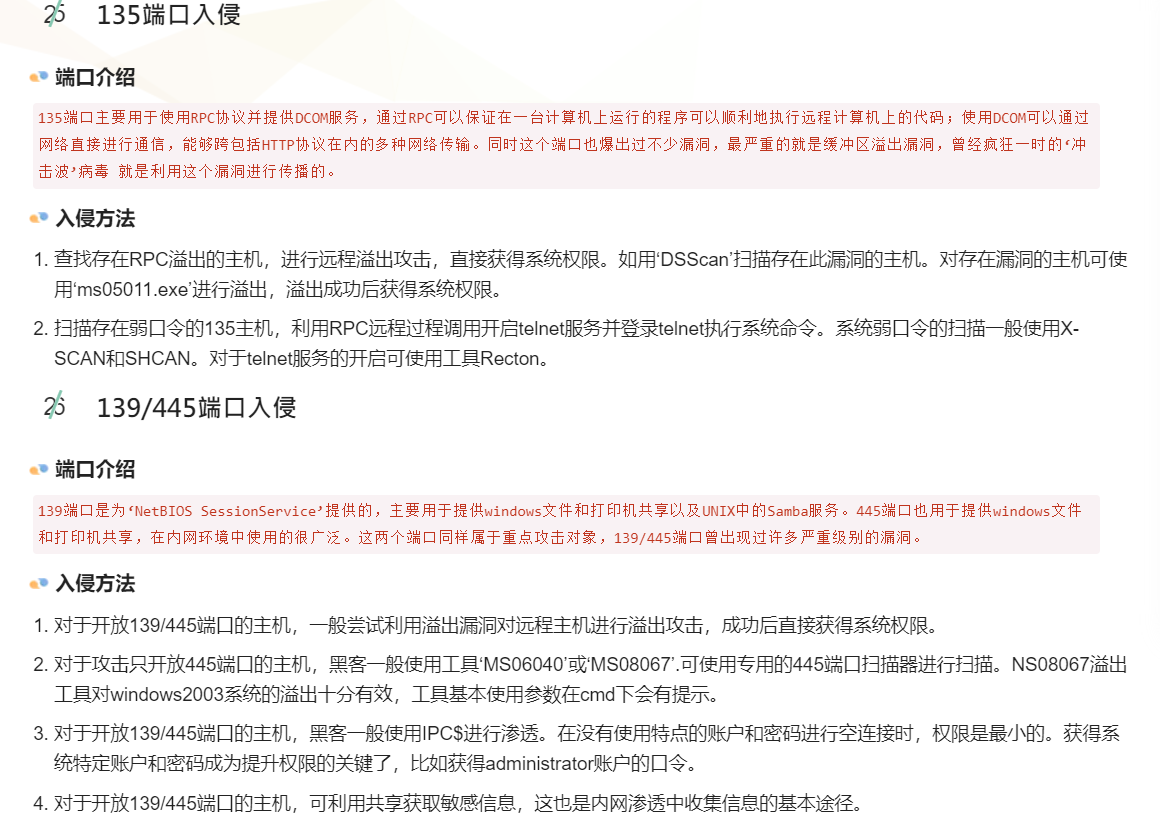 26 135端口入侵
端口介绍
135端口主要用于使用RPC协议并提供DCOM服务，通过RPC可以保证在一台计算机上运行的程序可以顺利地执行远程计算机上的代码；使用DCOM可以通过
网络直接进行通信，能够跨包括HTTP协议在内的多种网络传输。同时这个端口也爆出过不少漏洞，最严重的就是缓冲区溢出漏洞，曾经疯狂一时的‘冲
击波’病毒 就是利用这个漏洞进行传播的。
入侵方法
1. 查找存在RPC溢出的主机，进行远程溢出攻击，直接获得系统权限。如用‘DSScan’扫描存在此漏洞的主机。对存在漏洞的主机可使
用‘ms05011.exe’进行溢出，溢出成功后获得系统权限。
2. 扫描存在弱口令的135主机，利用RPC远程过程调用开启telnet服务并登录telnet执行系统命令。系统弱口令的扫描一般使用X-
SCAN和SHCAN。对于telnet服务的开启可使用工具Recton。
26 139/445端口入侵
端口介绍
139端口是为‘NetBIOS SessionService’提供的，主要用于提供windows文件和打印机共享以及UNIX中的Samba服务。445端口也用于提供windows文件
和打印机共享，在内网环境中使用的很广泛。这两个端口同样属于重点攻击对象，139/445端口曾出现过许多严重级别的漏洞。
入侵方法
1. 对于开放139/445端口的主机，一般尝试利用溢出漏洞对远程主机进行溢出攻击，成功后直接获得系统权限。
2. 对于攻击只开放445端口的主机，黑客一般使用工具‘MS06040’或‘MS08067’.可使用专用的445端口扫描器进行扫描。NS08067溢出
工具对windows2003系统的溢出十分有效，工具基本使用参数在cmd下会有提示。
3. 对于开放139/445端口的主机，黑客一般使用IPC$进行渗透。在没有使用特点的账户和密码进行空连接时，权限是最小的。获得系
统特定账户和密码成为提升权限的关键了，比如获得administrator账户的口令。
4. 对于开放139/445端口的主机，可利用共享获取敏感信息，这也是内网渗透中收集信息的基本途径。